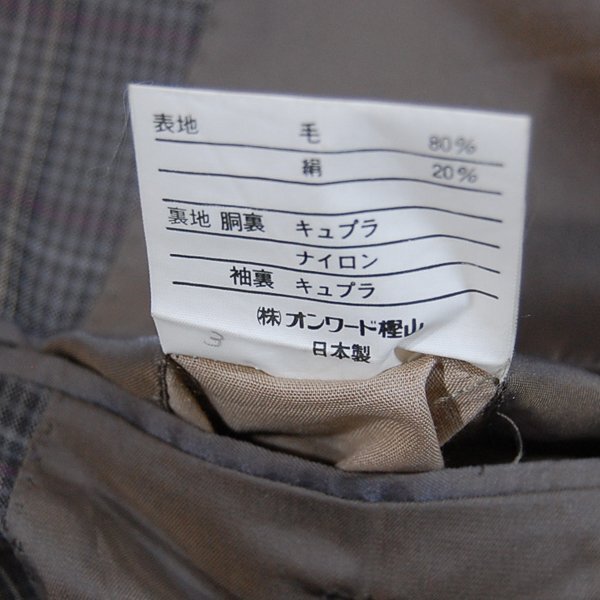 表地 毛 80%
絹 20%
裏地 胴裏 キュプラ
ナイロン
袖裏 キュプラ
(株)オンワード樫山
3
日本製